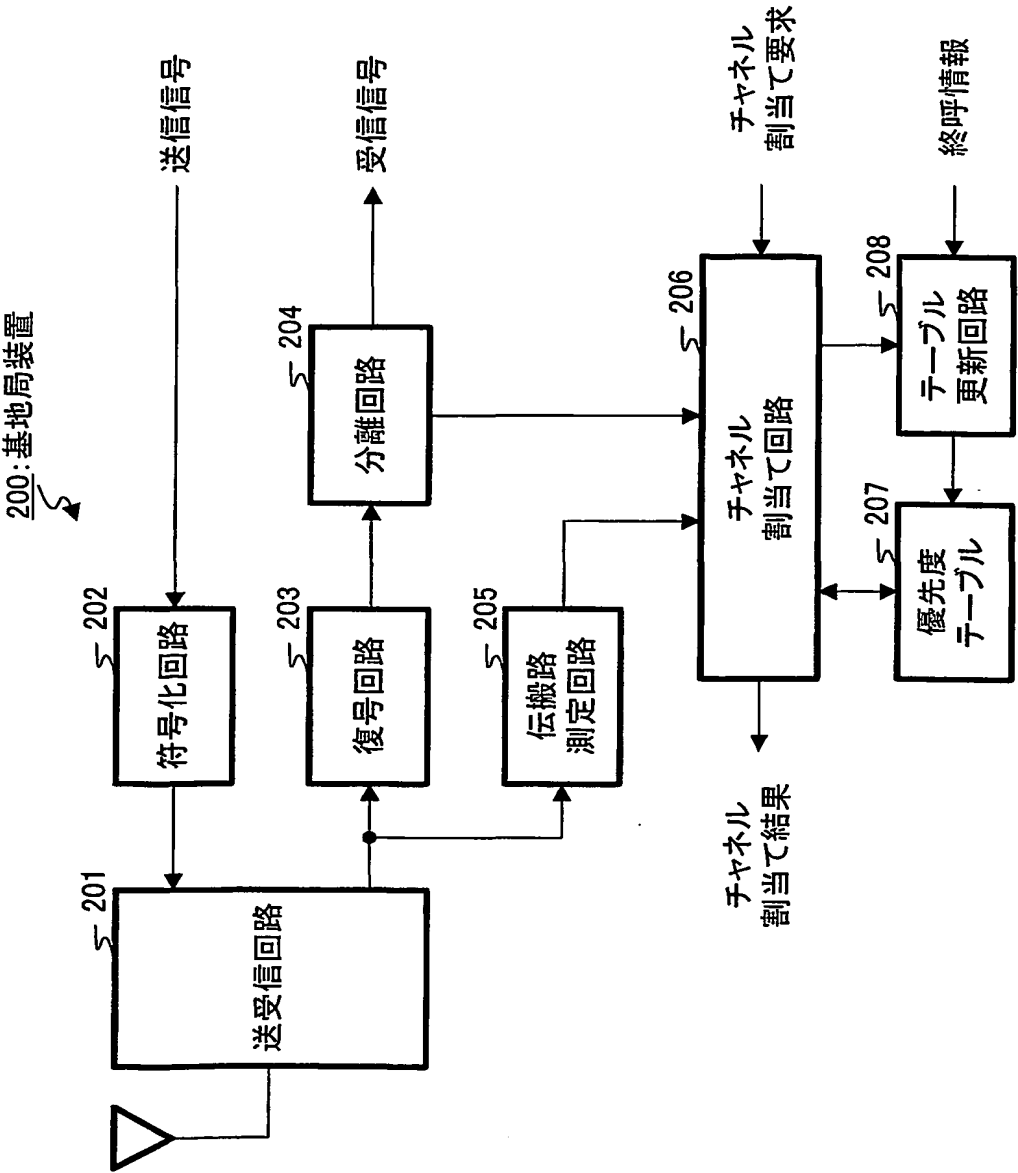 200:基地局装置
201
送受信回路
202
符号化回路
送信信号
203
復号回路
204
分離回路
受信信号
205
伝搬路
測定回路
206
チャネル
割当て回路
チャネル
割当て要求
チャネル
割当て結果
207
優先度
テーブル
208
テーブル
更新回路
終呼情報